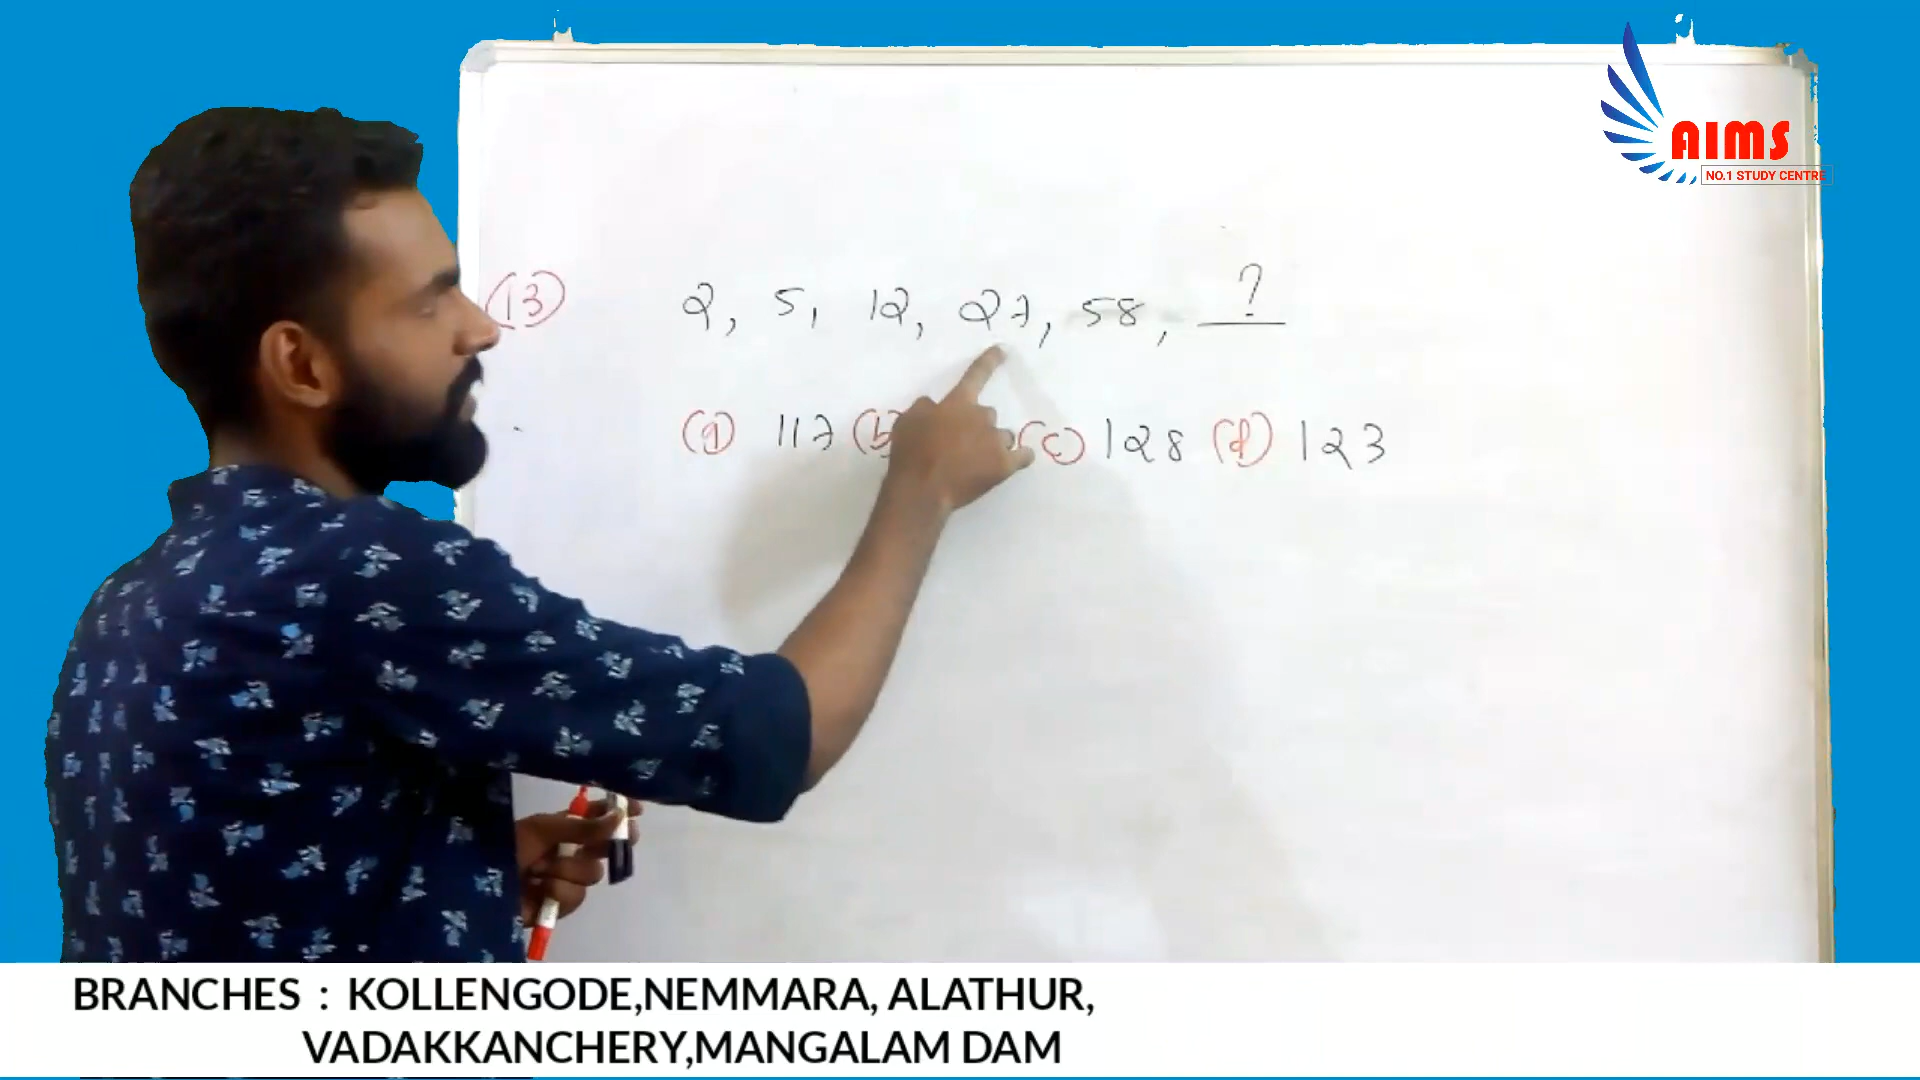 AIMS
NO.1 STUDY CENTRE
(13) 2, 5, 12, 27, 58, ?
(a) 117 (b) (c) 128 (d) 123
BRANCHES : KOLLENGODE,NEMMARA, ALATHUR,
VADAKKANCHERY,MANGALAM DAM